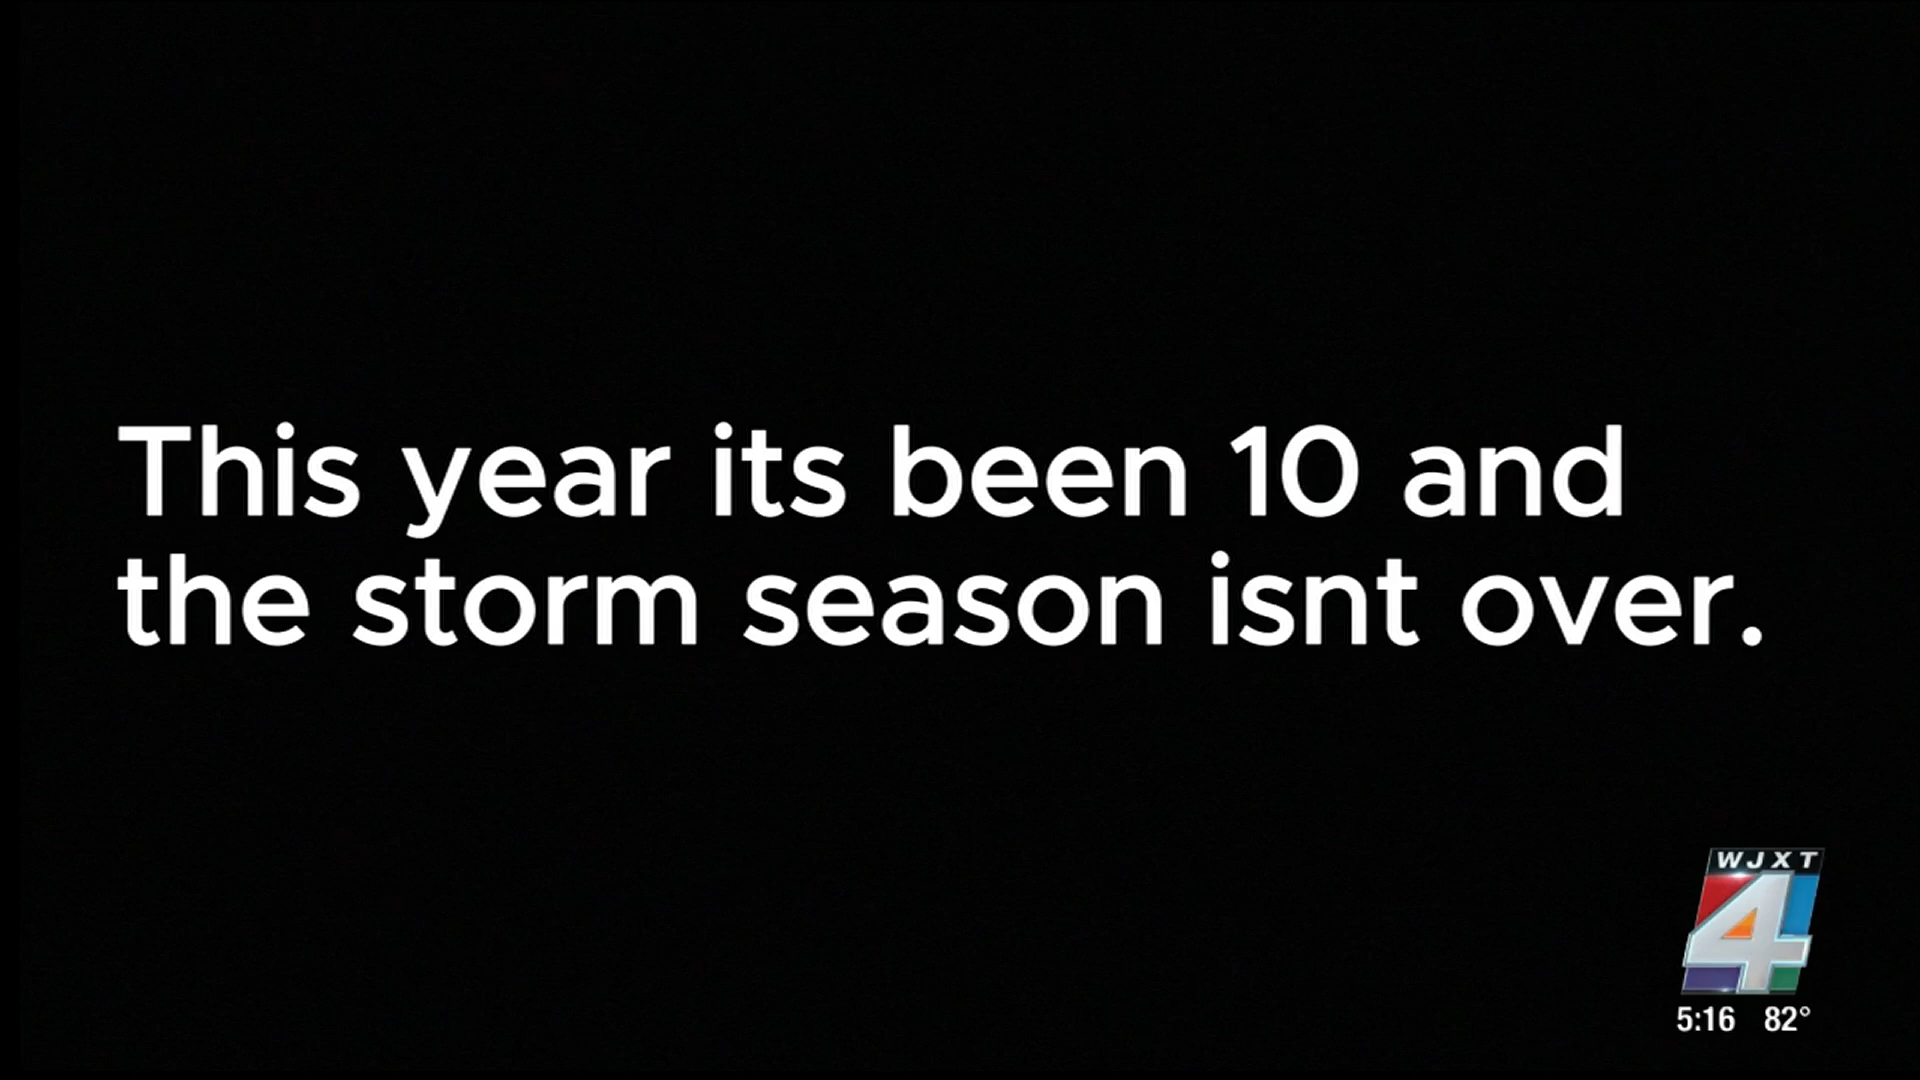 This year its been 10 and
the storm season isnt over.
WJXT
4
5:16 82°